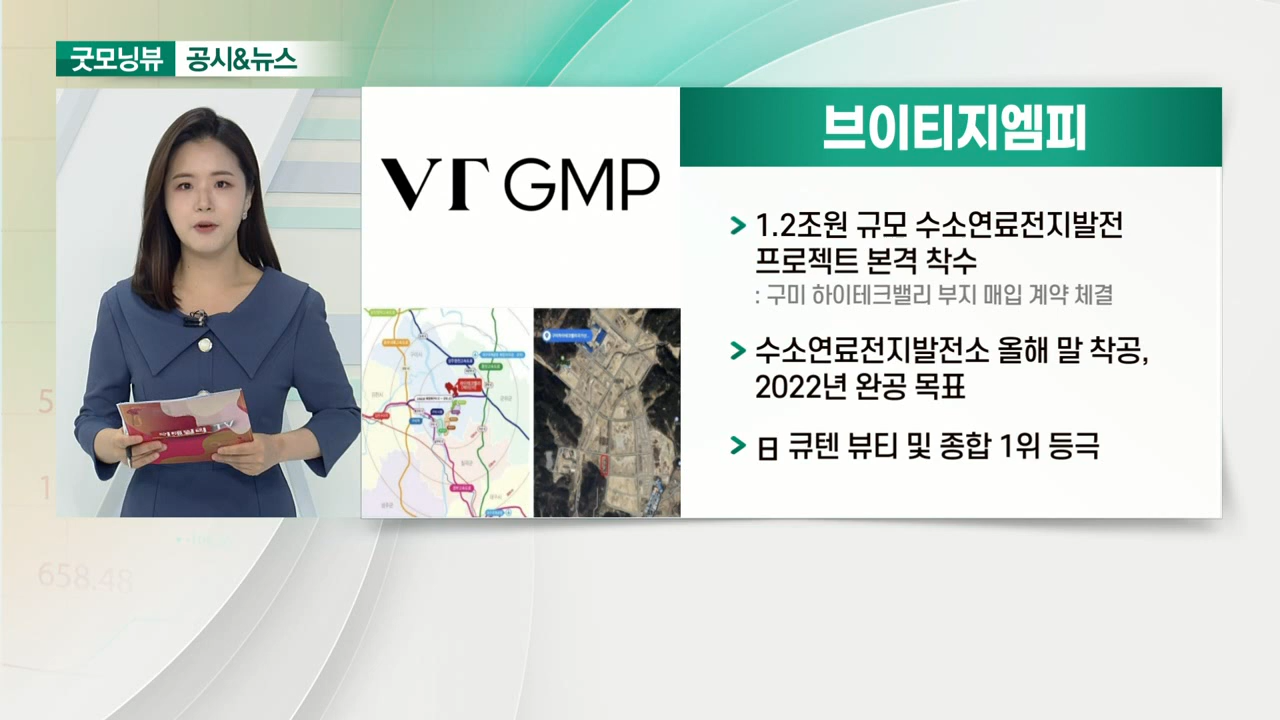 굿모닝뷰 공시&뉴스
VT GMP
브이티지엠피
1.2조원 규모 수소연료전지발전
프로젝트 본격 착수
: 구미 하이테크밸리 부지 매입 계약 체결
수소연료전지발전소 올해 말 착공,
2022년 완공 목표
日 큐텐 뷰티 및 종합 1위 등극
658.48